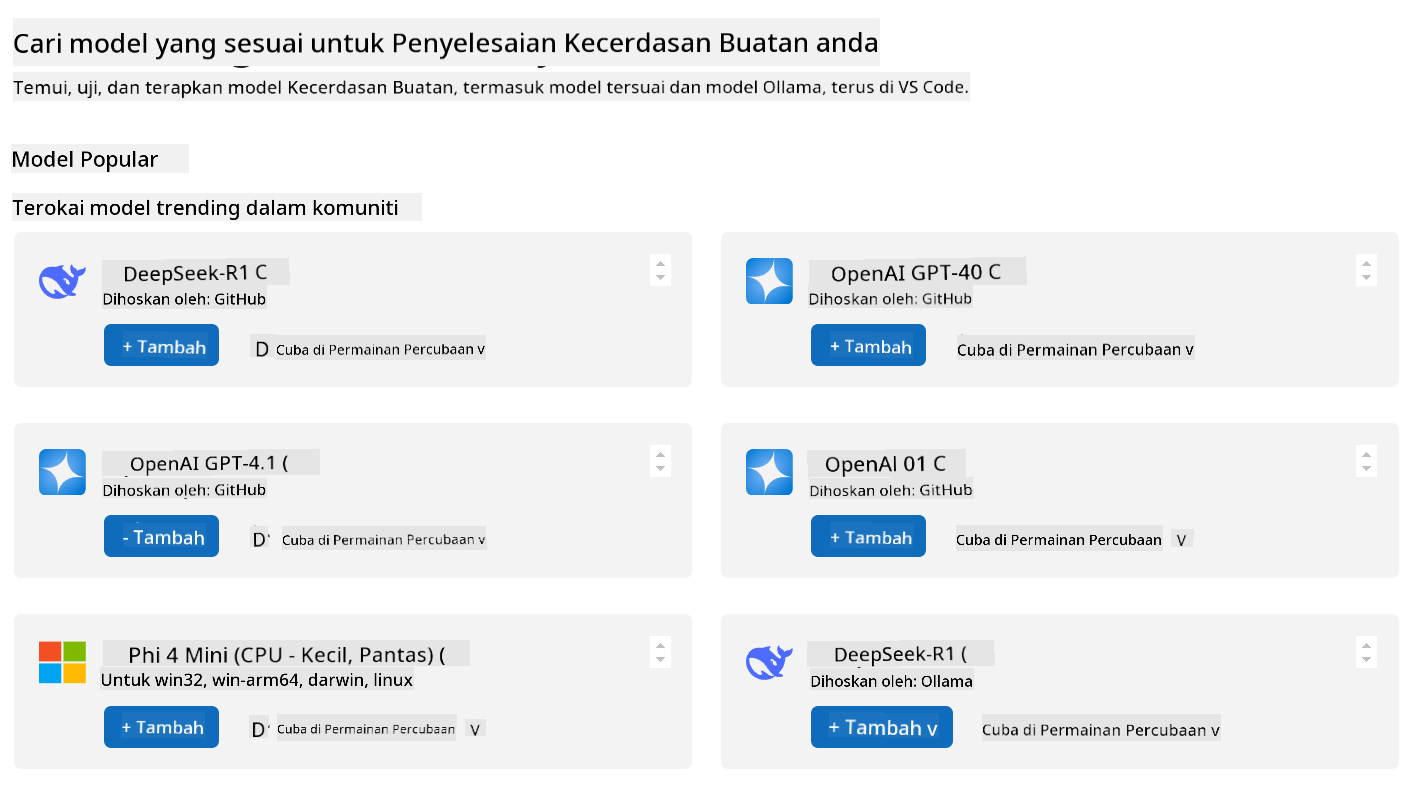 Cari model yang sesuai untuk Penyelesaian Kecerdasan Buatan anda
Temui, uji, dan terapkan model Kecerdasan Buatan, termasuk model tersuai dan model Ollama, terus di VS Code.
Model Popular
Terokai model trending dalam komuniti
DeepSeek-R1 C
Dihoskan oleh: GitHub
+ Tambah
D Cuba di Permainan Percubaan v
OpenAI GPT-40 C
Dihoskan oleh: GitHub
+ Tambah
Cuba di Permainan Percubaan v
OpenAI GPT-4.1 (
Dihoskan oleh: GitHub
- Tambah
D Cuba di Permainan Percubaan v
OpenAI 01 C
Dihoskan oleh: GitHub
+ Tambah
Cuba di Permainan Percubaan V
Phi 4 Mini (CPU - Kecil, Pantas) (
Untuk win32, win-arm64, darwin, linux
+ Tambah
D Cuba di Permainan Percubaan V
DeepSeek-R1 (
Dihoskan oleh: Ollama
+ Tambah v
Cuba di Permainan Percubaan v